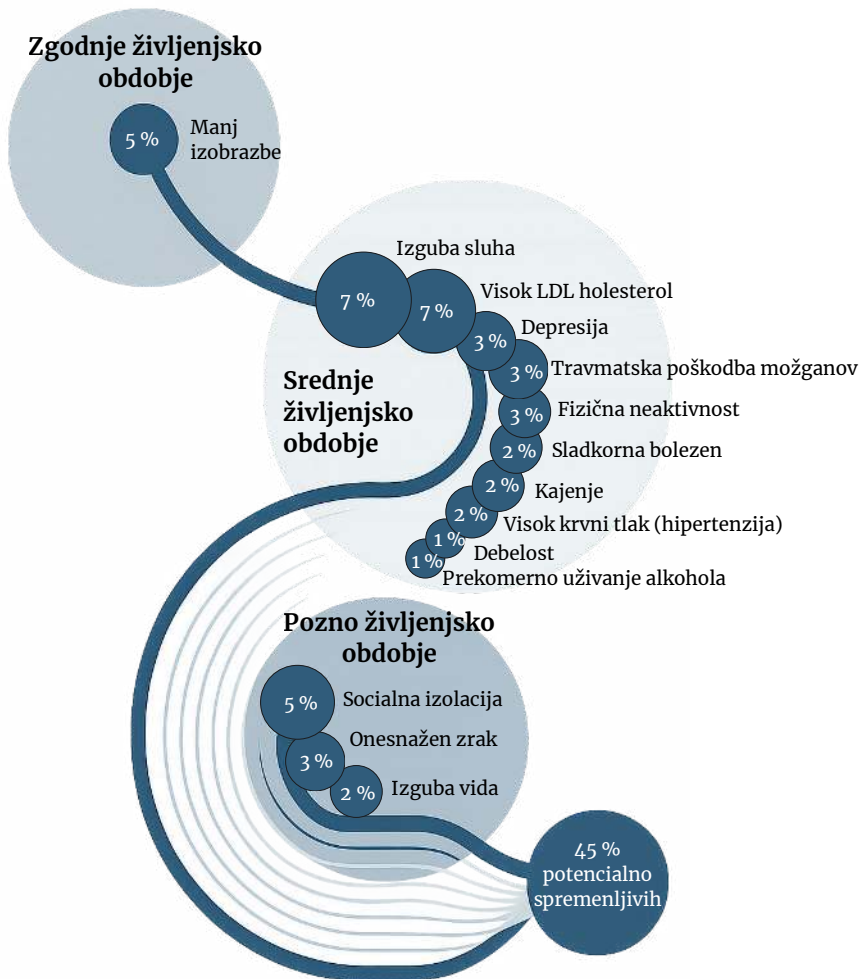 Zgodnje življenjsko
obdobje
5 %
Manj
izobrazbe
Izguba sluha
7 %
Visok LDL holesterol
7 %
Depresija
3 %
Travmatska poškodba možganov
3 %
Srednje
življenjsko
obdobje
Fizična neaktivnost
3 %
Sladkorna bolezen
2 %
Kajenje
2 %
Visok krvni tlak (hipertenzija)
2 %
Debelost
1 %
Prekomerno uživanje alkohola
1 %
Pozno življenjsko
obdobje
5 %
Socialna izolacija
3 %
Onesnažen zrak
2 %
Izguba vida
45 %
potencialno
spremenljivih